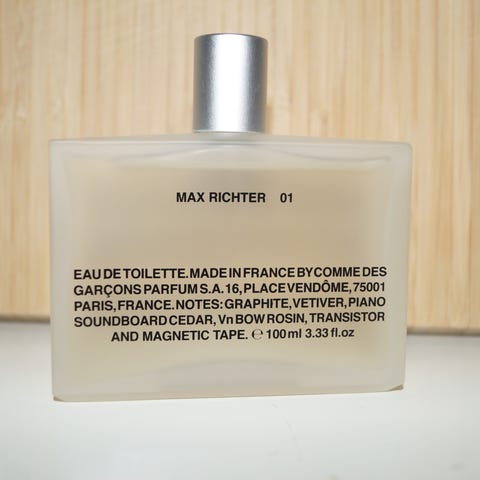 MAX RICHTER 01
EAU DE TOILETTE. MADE IN FRANCE BY COMME DES
GARÇONS PARFUM S.A. 16, PLACE VENDÔME, 75001
PARIS, FRANCE. NOTES: GRAPHITE, VETIVER, PIANO
SOUNDBOARD CEDAR, Vn BOW ROSIN, TRANSISTOR
AND MAGNETIC TAPE. ℮ 100 ml 3.33 fl.oz